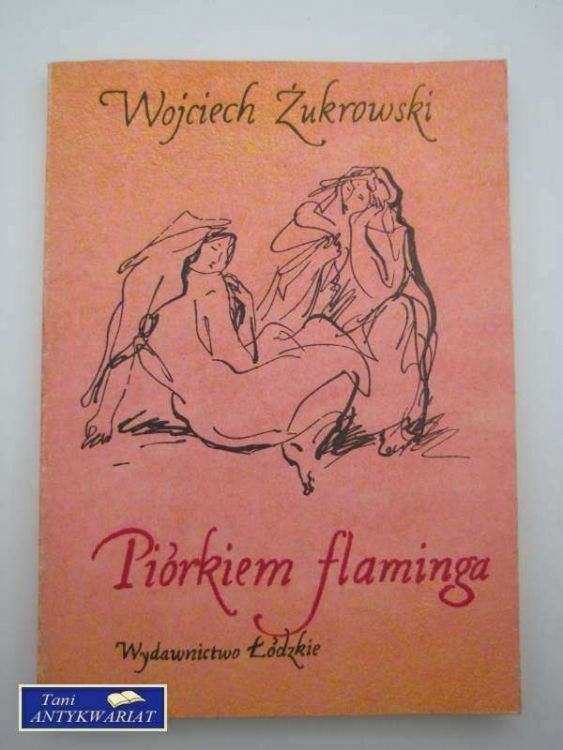 Wojciech Żukrowski
Piórkiem flaminga
Wydawnictwo Łódzkie
Tani
ANTYKWARIAT